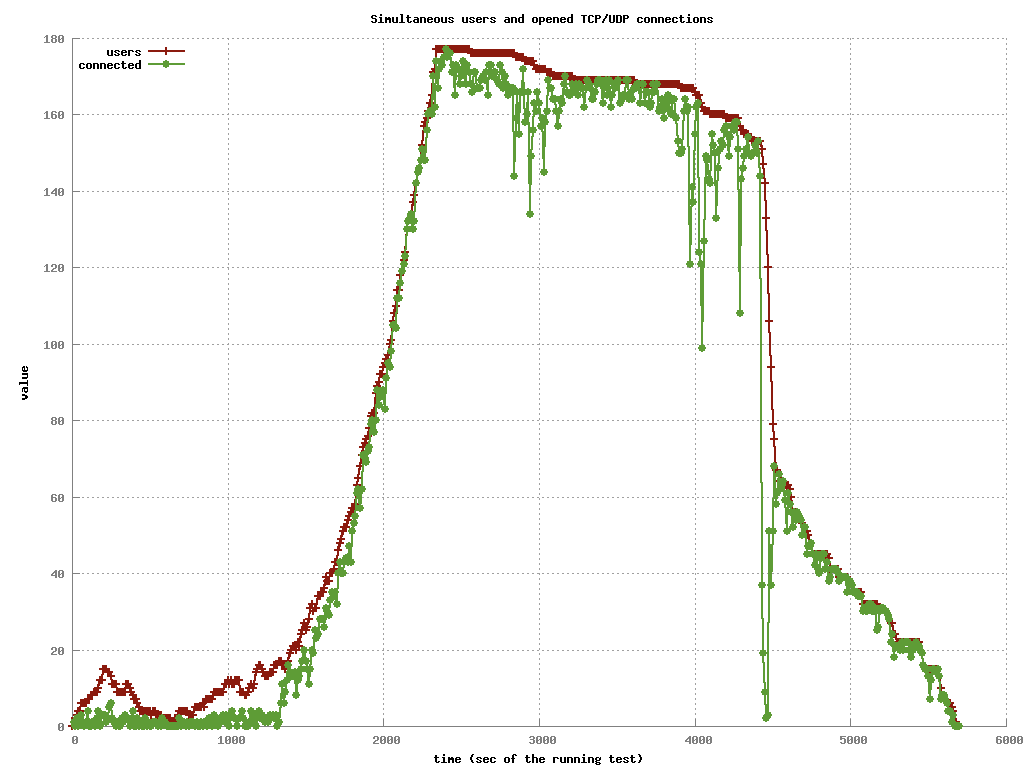 Simultaneous users and opened TCP/UDP connections
180
users
connected
160
140
120
100
value
80
60
40
20
0
0 1000 2000 3000 4000 5000 6000
time (sec of the running test)